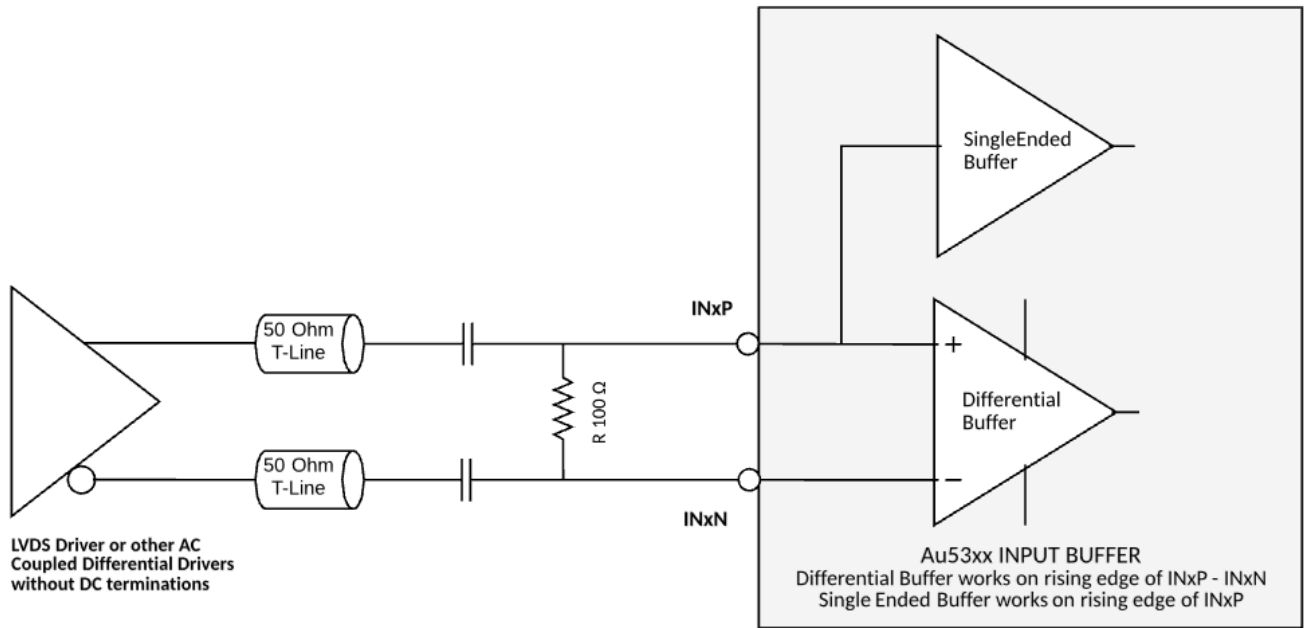 SingleEnded
Buffer
INxP
50 Ohm
T-Line
+
R 100 Ω
Differential
Buffer
50 Ohm
T-Line
−
INxN
LVDS Driver or other AC
Coupled Differential Drivers
without DC terminations
Au53xx INPUT BUFFER
Differential Buffer works on rising edge of INxP - INxN
Single Ended Buffer works on rising edge of INxP